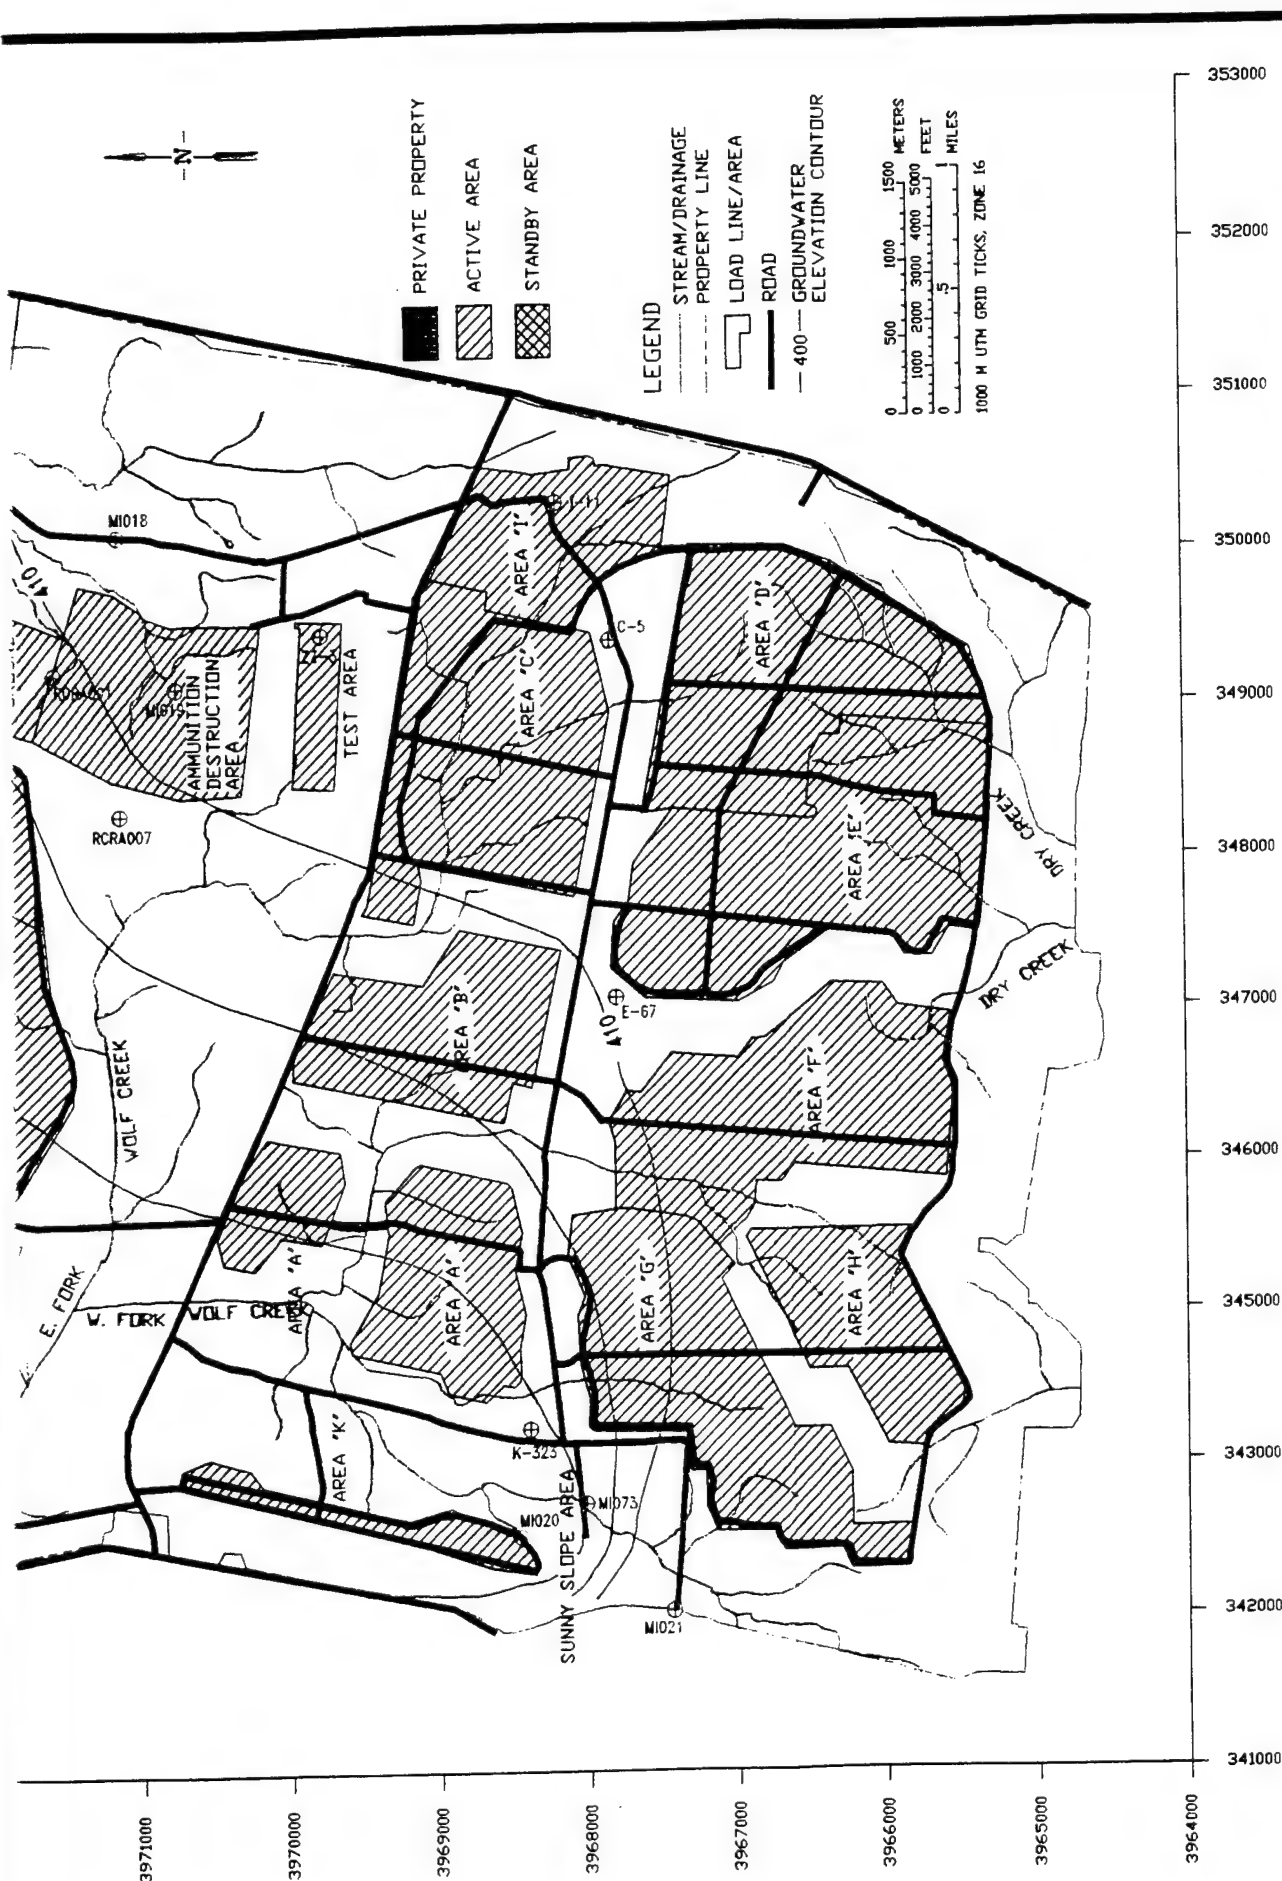 -N-
PRIVATE PROPERTY
ACTIVE AREA
STANDBY AREA
LEGEND
STREAM/DRAINAGE
PROPERTY LINE
LOAD LINE/AREA
ROAD
400 GROUNDWATER
ELEVATION CONTOUR
0 500 1000 1500 METERS
0 1000 2000 3000 4000 5000 FEET
0 .5 1 MILES
1000 M UTM GRID TICKS, ZONE 16
353000
352000
351000
350000
349000
348000
347000
346000
345000
343000
342000
341000
3971000
3970000
3969000
3968000
3967000
3966000
3965000
3964000
MI018
410
AMMUNITION
DESTRUCTION
AREA
TEST AREA
RCRA007
WOLF CREEK
E. FORK
W. FORK WOLF CREEK
AREA "I"
I-11
AREA "C"
C-5
AREA "D"
AREA "E"
DRY CREEK
DRY CREEK
E-67
410
AREA "B"
AREA "F"
AREA "A"
AREA "A"
AREA "G"
AREA "H"
AREA "K"
K-323
MI073
MI020
SUNNY SLOPE AREA
MI021